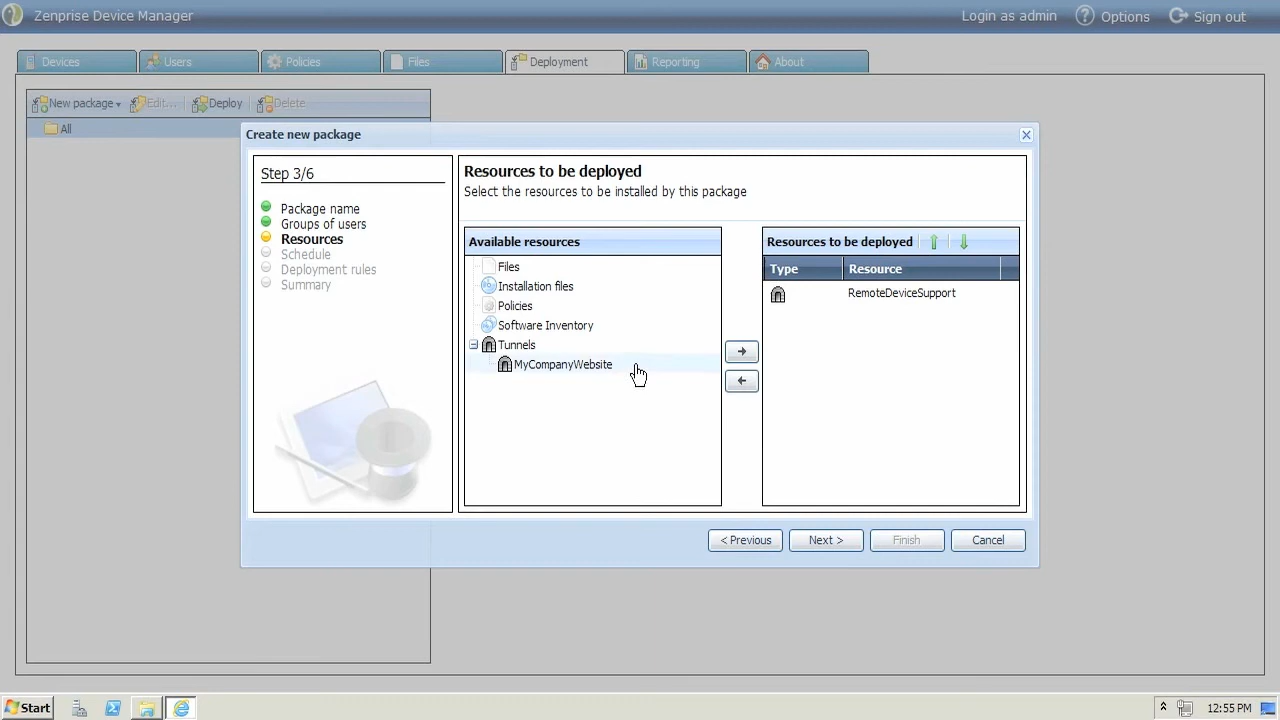 Zenprise Device Manager
Login as admin
Options
Sign out
Devices
Users
Policies
Files
Deployment
Reporting
About
New package
Edit...
Deploy
Delete
All
Create new package
Step 3/6
Package name
Groups of users
Resources
Schedule
Deployment rules
Summary
Resources to be deployed
Select the resources to be installed by this package
Available resources
Files
Installation files
Policies
Software Inventory
Tunnels
MyCompanyWebsite
Resources to be deployed
Type
Resource
RemoteDeviceSupport
< Previous
Next >
Finish
Cancel
Start
12:55 PM